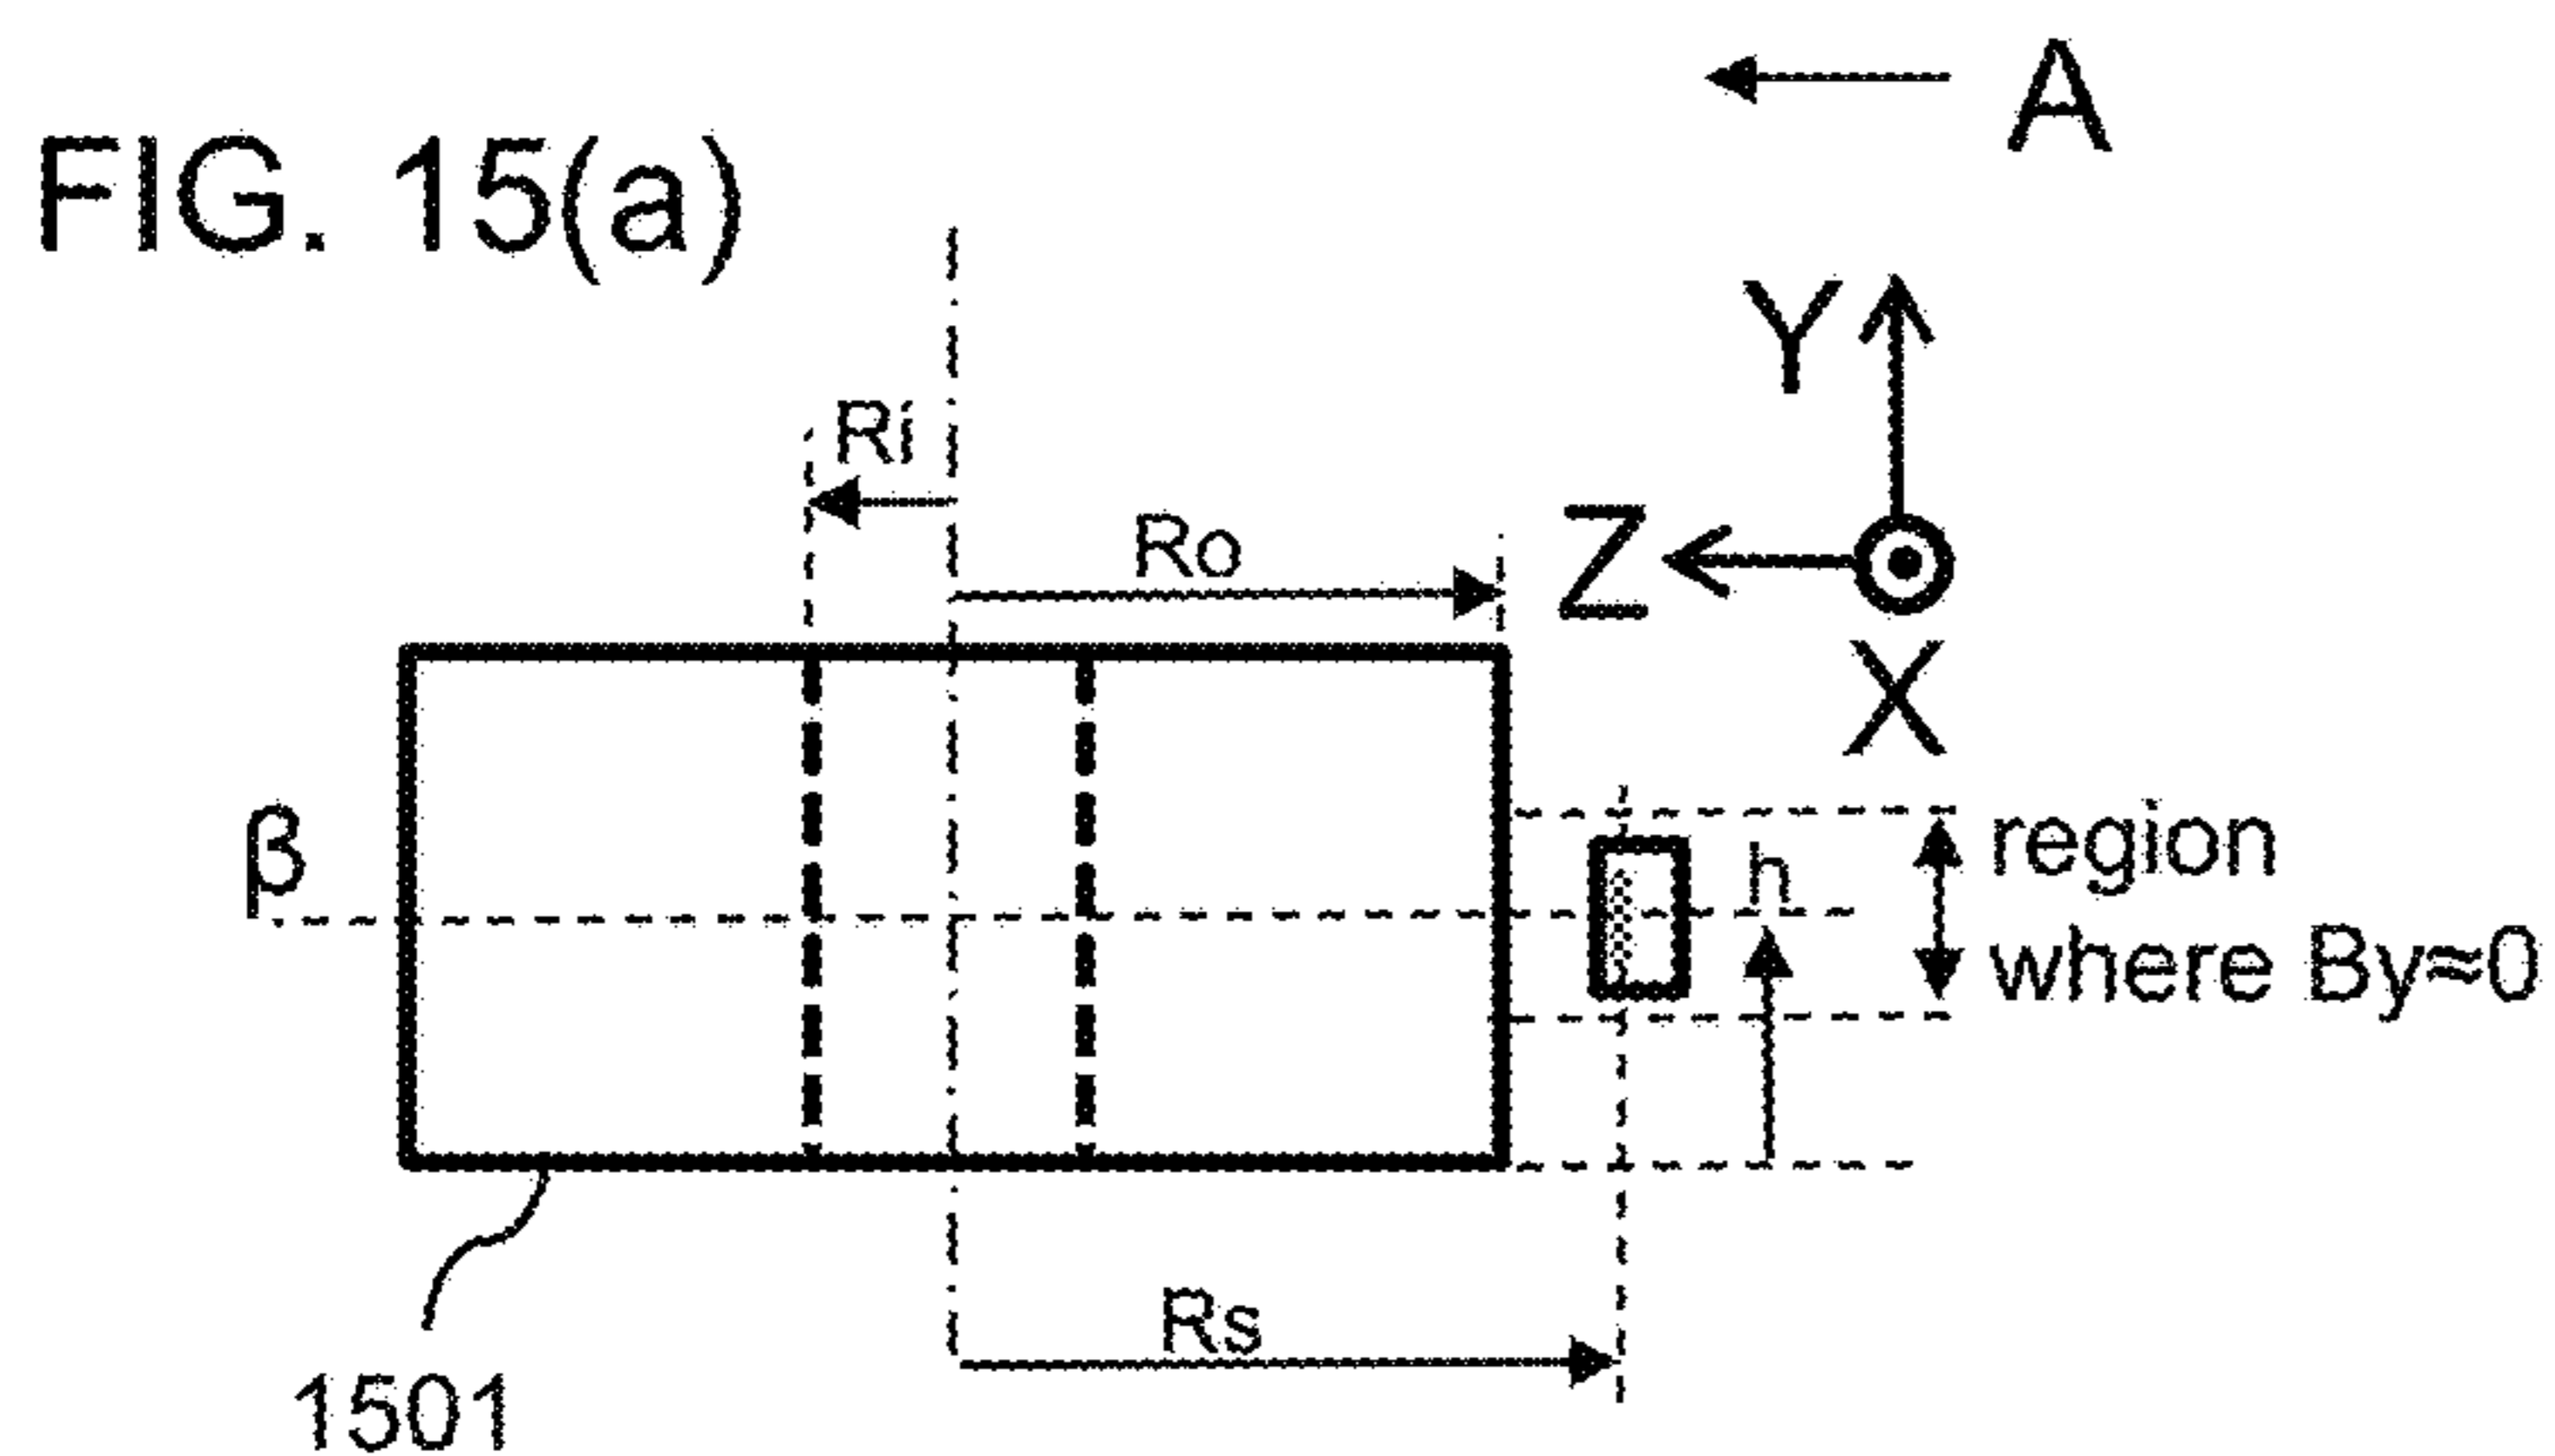 A
FIG. 15(a)
Y
Ri
Ro
Z
X
β
h
region
where By≈0
Rs
1501